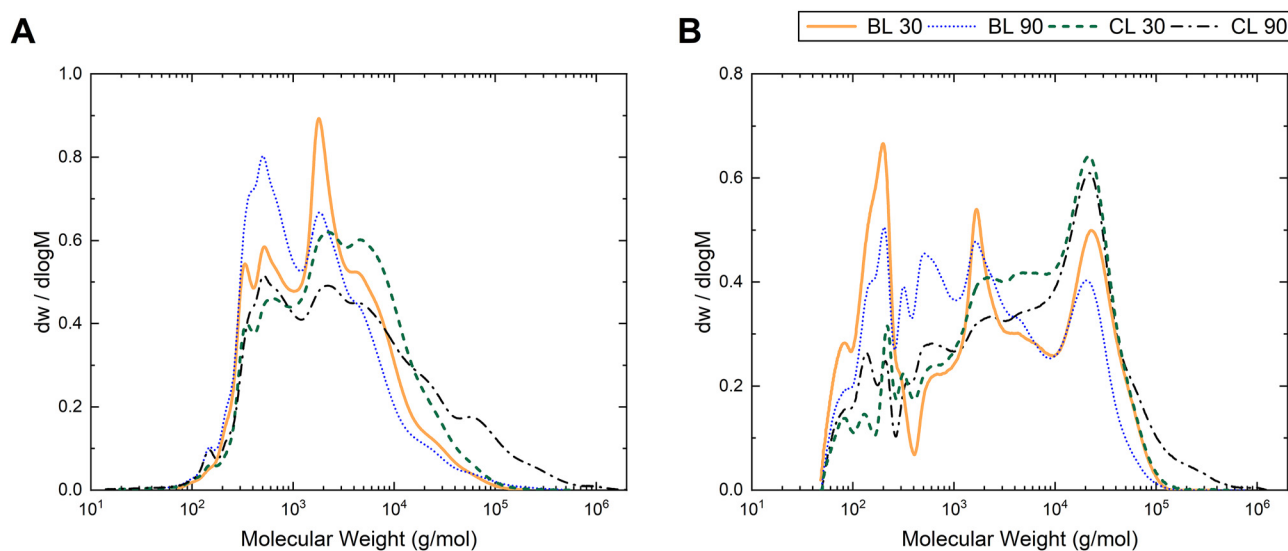 A
B
BL 30 BL 90 CL 30 CL 90
1.0
0.8
0.6
0.4
0.2
0.0
dw / dlogM
10¹ 10² 10³ 10⁴ 10⁵ 10⁶
Molecular Weight (g/mol)
0.8
0.6
0.4
0.2
0.0
dw / dlogM
10¹ 10² 10³ 10⁴ 10⁵ 10⁶
Molecular Weight (g/mol)